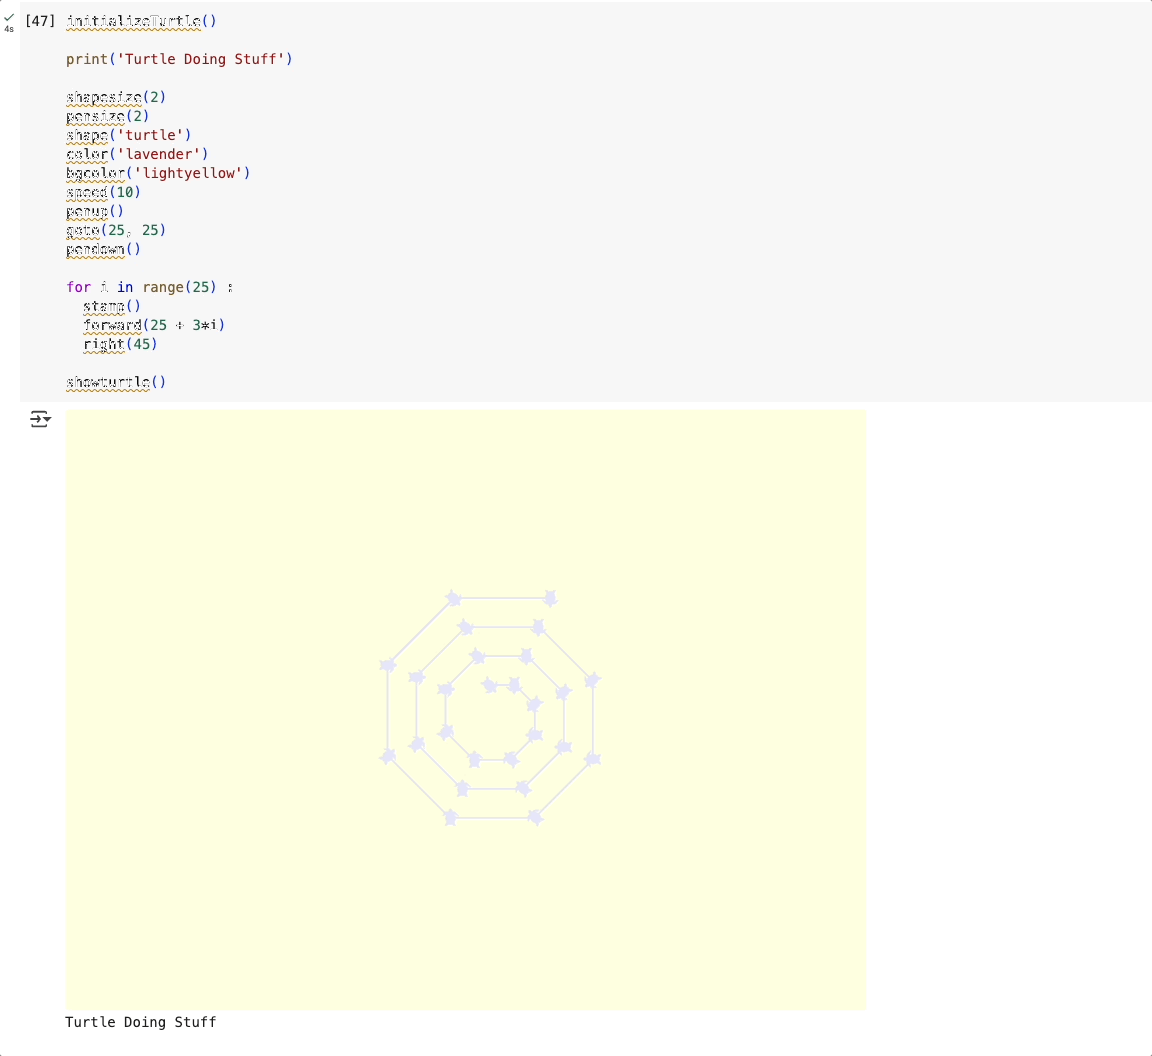 [47] initializeTurtle()
4s
print('Turtle Doing Stuff')
shapesize(2)
pensize(2)
shape('turtle')
color('lavender')
bgcolor('lightyellow')
speed(10)
penup()
goto(25, 25)
pendown()
for i in range(25) :
  stamp()
  forward(25 + 3*i)
  right(45)
showturtle()
Turtle Doing Stuff